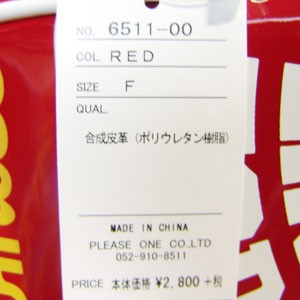 NO. 6511-00
COL. RED
SIZE F
QUAL.
合成皮革 (ポリウレタン樹脂)
MADE IN CHINA
PLEASE ONE CO.,LTD
052-910-8511
PRICE 本体価格 ¥2,800 +税